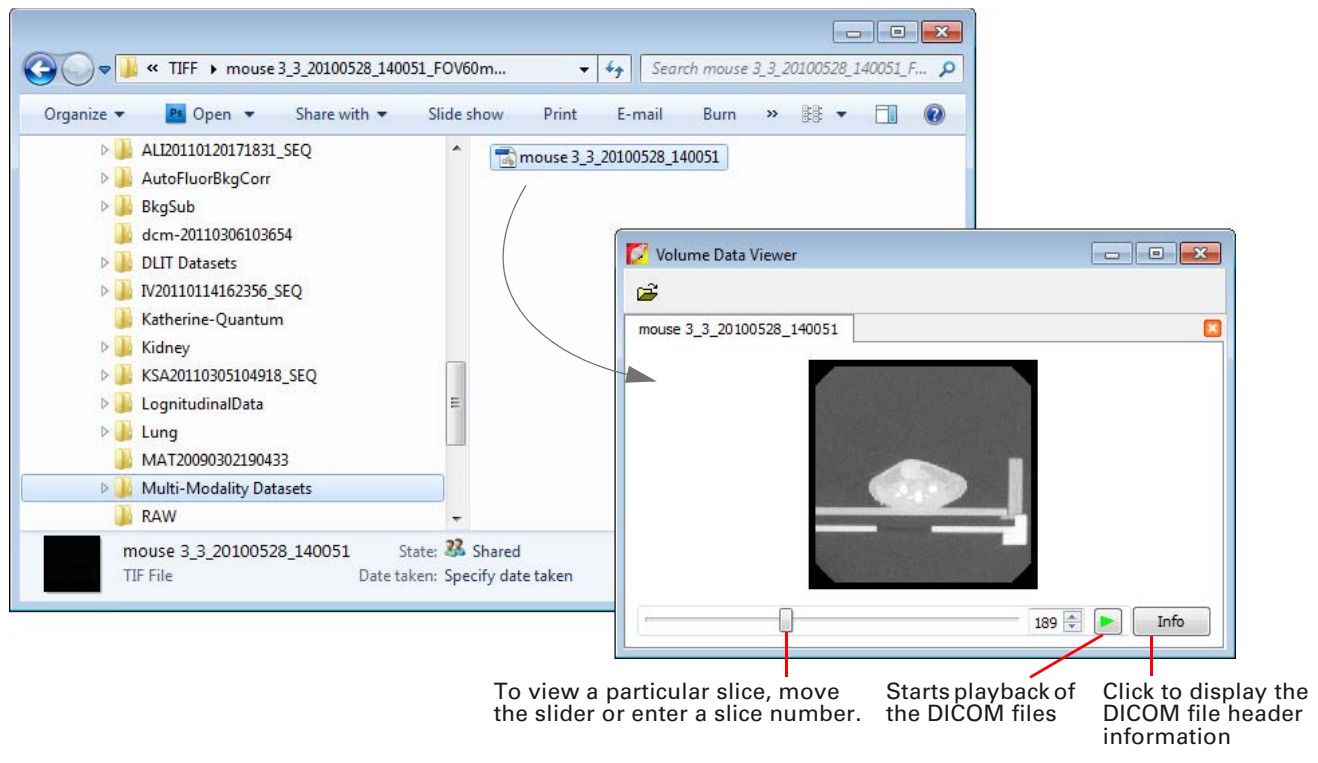 « TIFF ▸ mouse 3_3_20100528_140051_FOV60m...
Search mouse 3_3_20100528_140051_F...
Organize
Ps Open
Share with
Slide show
Print
E-mail
Burn
»
ALI20110120171831_SEQ
AutoFluorBkgCorr
BkgSub
dcm-20110306103654
DLIT Datasets
IV20110114162356_SEQ
Katherine-Quantum
Kidney
KSA20110305104918_SEQ
LognitudinalData
Lung
MAT20090302190433
Multi-Modality Datasets
RAW
mouse 3_3_20100528_140051
mouse 3_3_20100528_140051
State: Shared
TIF File
Date taken: Specify date taken
Volume Data Viewer
mouse 3_3_20100528_140051
189
Info
To view a particular slice, move
the slider or enter a slice number.
Starts playback of
the DICOM files
Click to display the
DICOM file header
information